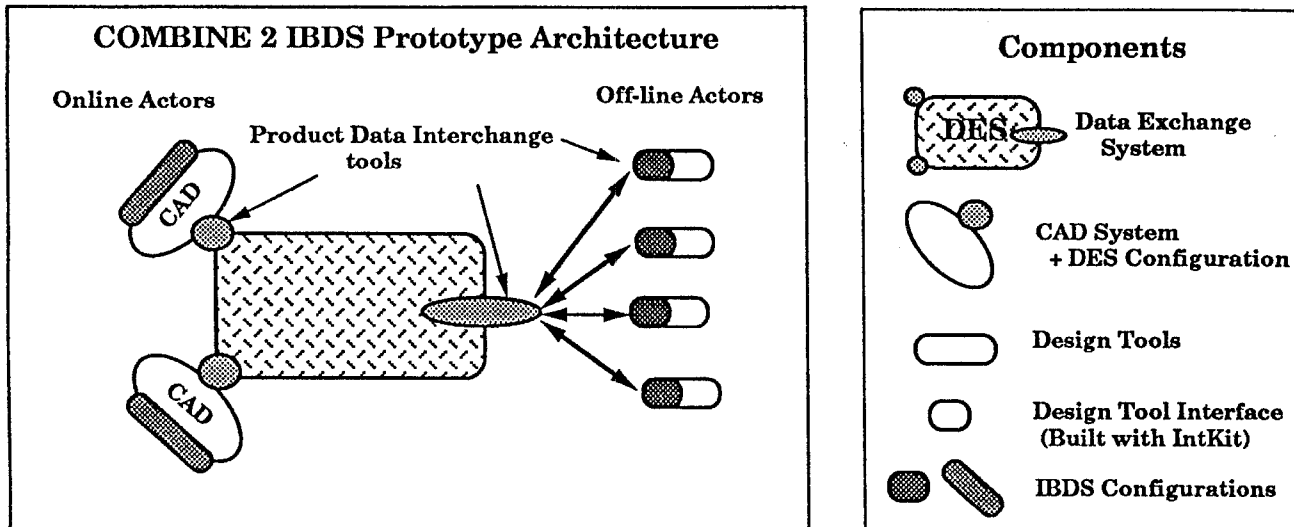 COMBINE 2 IBDS Prototype Architecture
Online Actors
Off-line Actors
Product Data Interchange
tools
CAD
CAD
Components
DES
Data Exchange
System
CAD System
+ DES Configuration
Design Tools
Design Tool Interface
(Built with IntKit)
IBDS Configurations